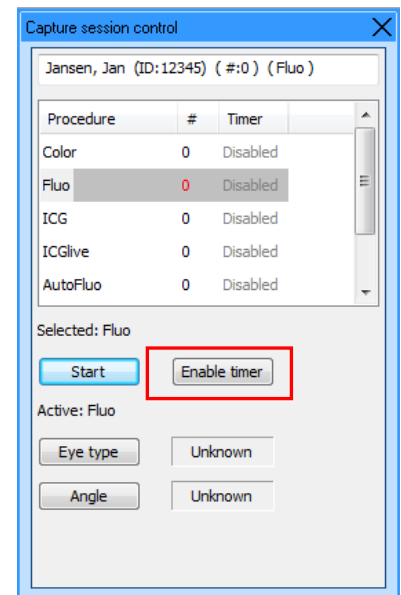 Capture session control
Jansen, Jan (ID:12345) ( #:0 ) ( Fluo )
Procedure # Timer
Color 0 Disabled
Fluo 0 Disabled
ICG 0 Disabled
ICGlive 0 Disabled
AutoFluo 0 Disabled
Selected: Fluo
Start Enable timer
Active: Fluo
Eye type Unknown
Angle Unknown